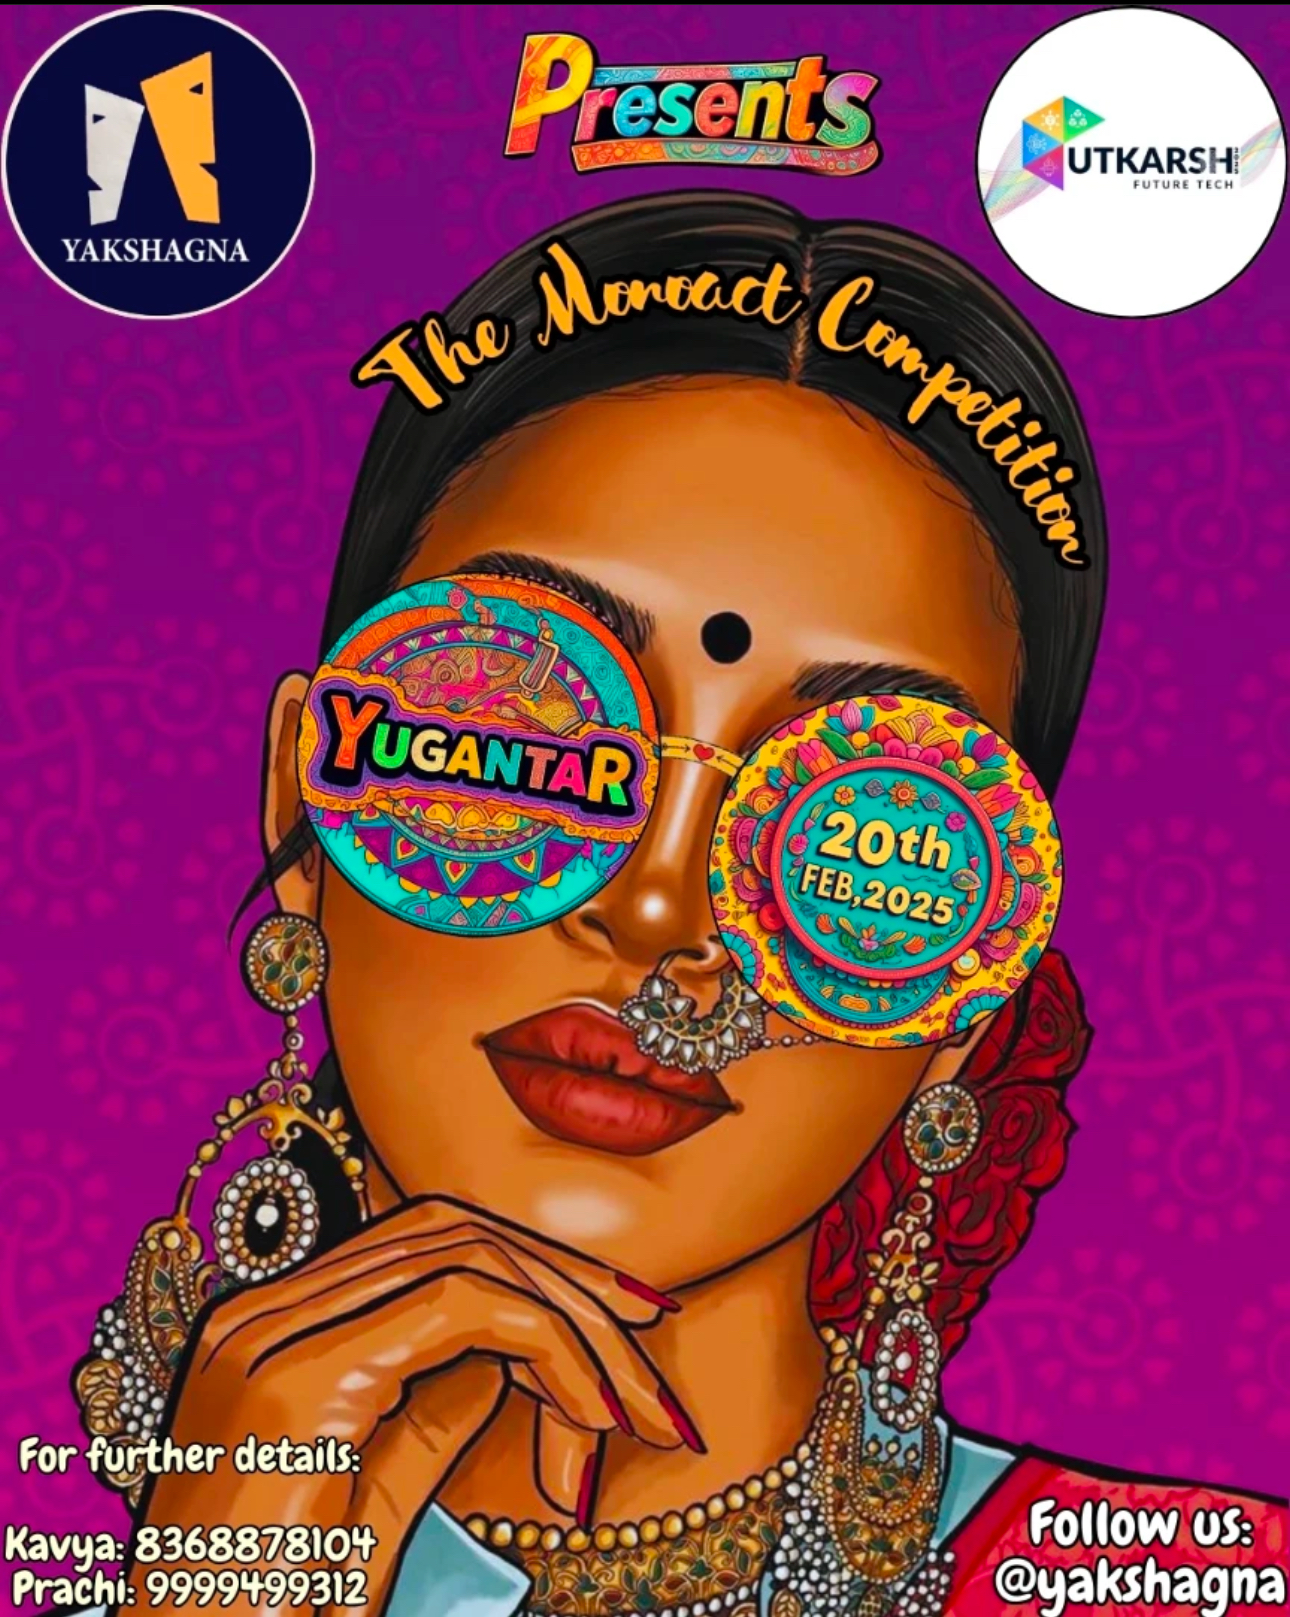 YAKSHAGNA
Presents
UTKARSH
FUTURE TECH
The Monoact Competition
YUGANTAR
20th
FEB,2025
For further details:
Kavya: 8368878104
Prachi: 9999499312
Follow us:
@yakshagna